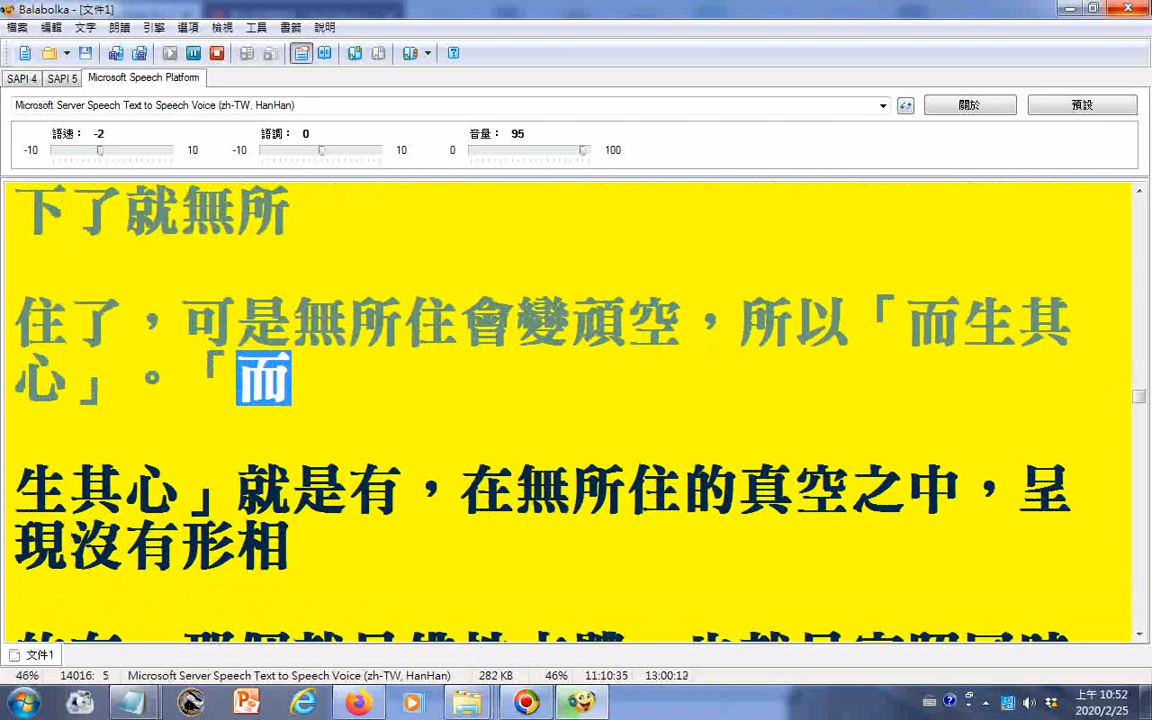 Balabolka - [文件1]
檔案 編輯 文字 朗讀 引擎 選項 檢視 工具 書籤 說明
SAPI 4 SAPI 5 Microsoft Speech Platform
Microsoft Server Speech Text to Speech Voice (zh-TW, HanHan) 關於 預設
語速： -2 語調： 0 音量： 95
-10 10 -10 10 0 100
下了就無所
住了，可是無所住會變頑空，所以「而生其
心」。「而
生其心」就是有，在無所住的真空之中，呈
現沒有形相
文件1
46% 14016: 5 Microsoft Server Speech Text to Speech Voice (zh-TW, HanHan) 282 KB 46% 11:10:35 13:00:12
上午 10:52
2020/2/25